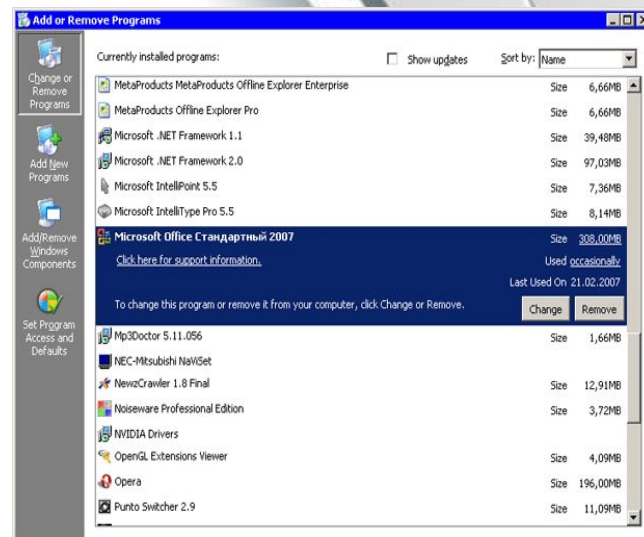 Add or Remove Programs
Change or
Remove
Programs
Add New
Programs
Add/Remove
Windows
Components
Set Program
Access and
Defaults
Currently installed programs: Show updates Sort by: Name
MetaProducts MetaProducts Offline Explorer Enterprise Size 6,66MB
MetaProducts Offline Explorer Pro Size 6,66MB
Microsoft .NET Framework 1.1 Size 39,48MB
Microsoft .NET Framework 2.0 Size 97,03MB
Microsoft IntelliPoint 5.5 Size 7,36MB
Microsoft IntelliType Pro 5.5 Size 8,14MB
Microsoft Office Стандартный 2007 Size 308,00MB
Click here for support information. Used occasionally
Last Used On 21.02.2007
To change this program or remove it from your computer, click Change or Remove. Change Remove
Mp3Doctor 5.11.056 Size 1,66MB
NEC-Mitsubishi NaViSet
NewzCrawler 1.8 Final Size 12,91MB
Noiseware Professional Edition Size 3,72MB
NVIDIA Drivers
OpenGL Extensions Viewer Size 4,09MB
Opera Size 196,00MB
Punto Switcher 2.9 Size 11,09MB